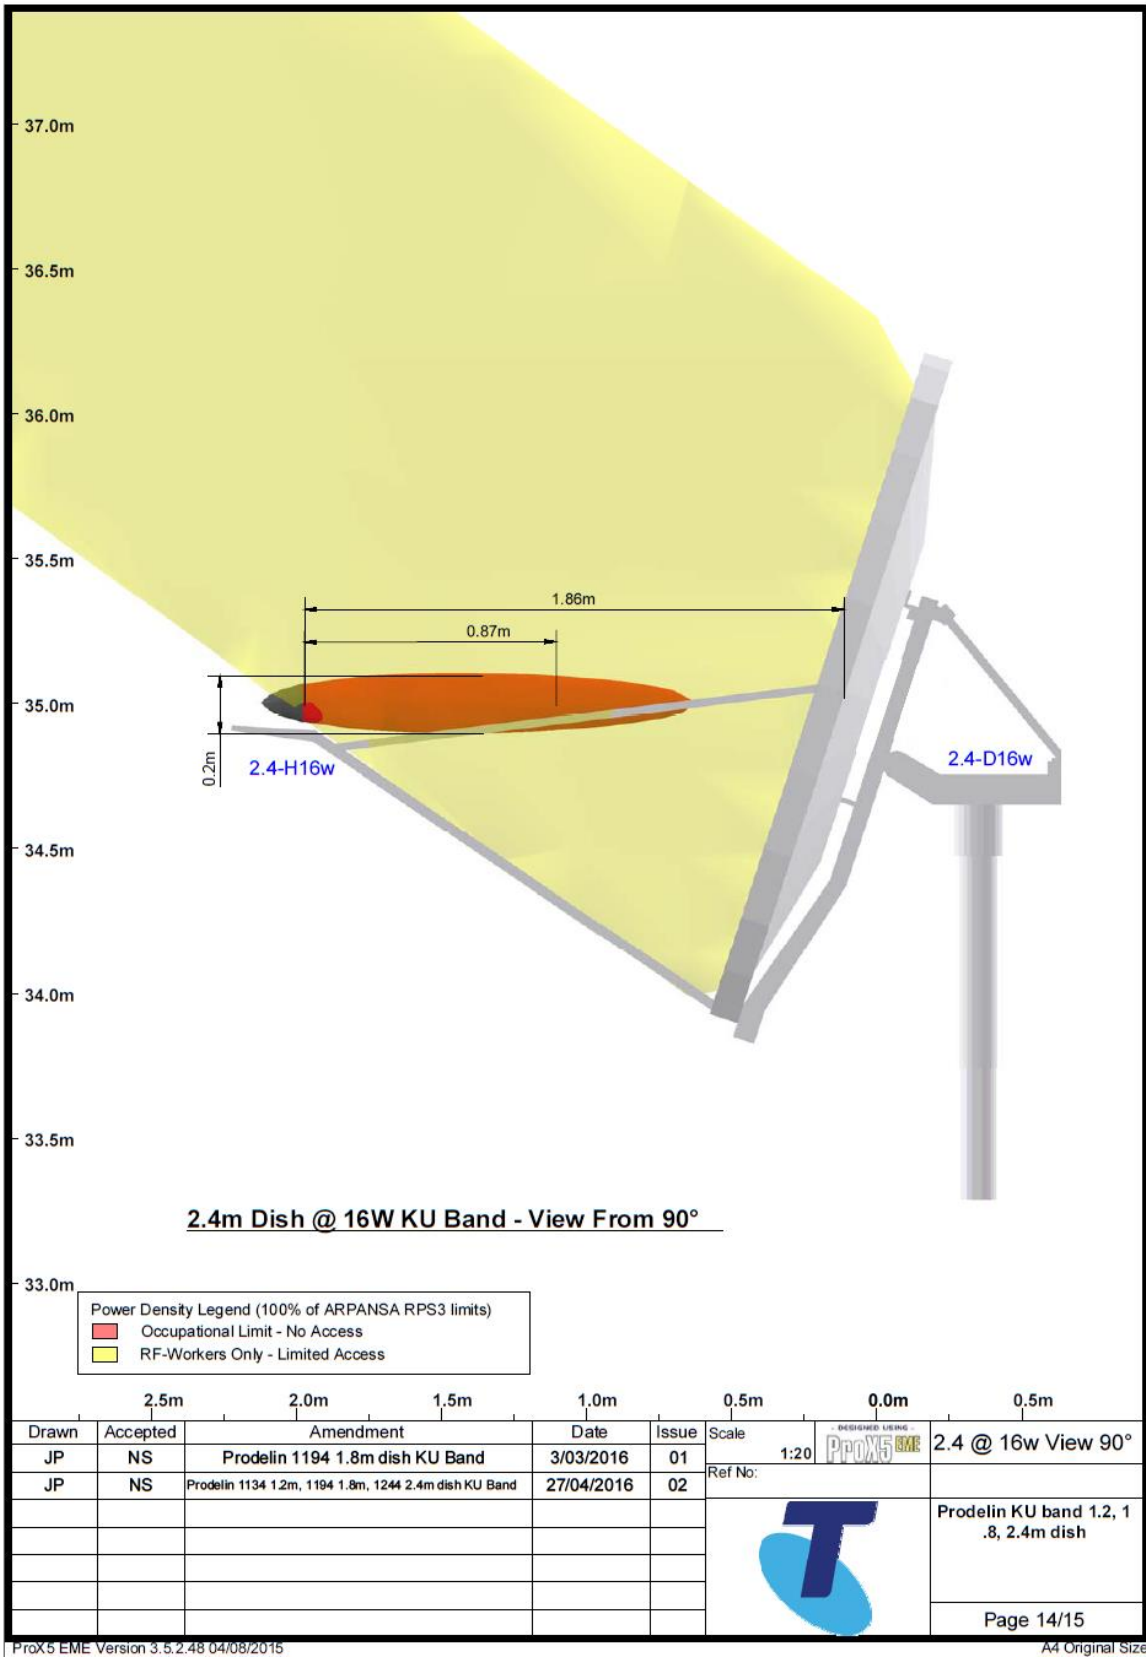 37.0m
36.5m
36.0m
35.5m
1.86m
0.87m
35.0m
0.2m
2.4-H16w
2.4-D16w
34.5m
34.0m
33.5m
2.4m Dish @ 16W KU Band - View From 90°
33.0m
Power Density Legend (100% of ARPANSA RPS3 limits)
Occupational Limit - No Access
RF-Workers Only - Limited Access
2.5m 2.0m 1.5m 1.0m 0.5m 0.0m 0.5m
Drawn Accepted Amendment Date Issue
JP NS Prodelin 1194 1.8m dish KU Band 3/03/2016 01
JP NS Prodelin 1134 1.2m, 1194 1.8m, 1244 2.4m dish KU Band 27/04/2016 02
Scale
1:20
- DESIGNED USING -
ProX5 EME
2.4 @ 16w View 90°
Ref No:
T
Prodelin KU band 1.2, 1
.8, 2.4m dish
Page 14/15
ProX5 EME Version 3.5.2.48 04/08/2015
A4 Original Size